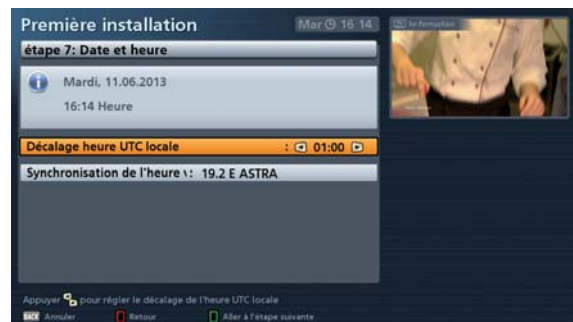 Première installation
Mar 16 14
étape 7: Date et heure
Mardi, 11.06.2013
16:14 Heure
Décalage heure UTC locale : 01:00
Synchronisation de l'heure v : 19.2 E ASTRA
Appuyer pour régler le décalage de l'heure UTC locale
BACK Annuler Retour Aller à l'étape suivante